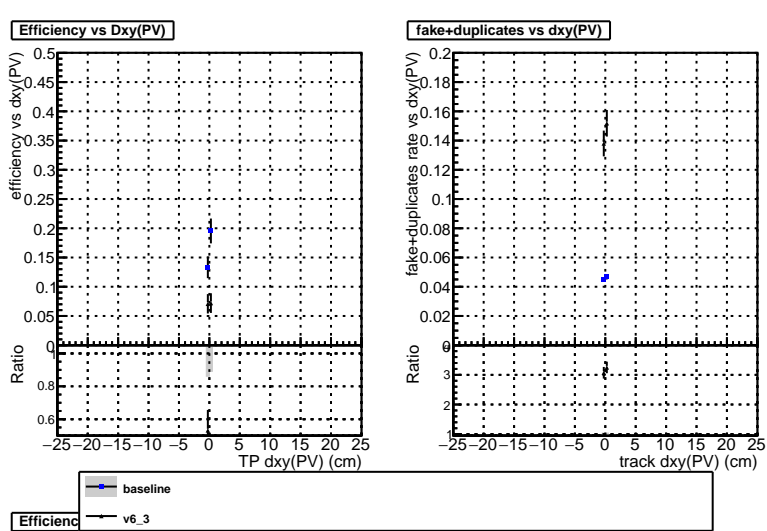 Efficiency vs Dxy(PV)
efficiency vs dxy(PV)
0.5
0.45
0.4
0.35
0.3
0.25
0.2
0.15
0.1
0.05
0
Ratio
1
0.8
0.6
−25 −20 −15 −10 −5 0 5 10 15 20 25
TP dxy(PV) (cm)
fake+duplicates vs dxy(PV)
fake+duplicates rate vs dxy(PV)
0.2
0.18
0.16
0.14
0.12
0.1
0.08
0.06
0.04
0.02
0
Ratio
3
2
1
−25 −20 −15 −10 −5 0 5 10 15 20 25
track dxy(PV) (cm)
baseline
v6_3
Efficienc